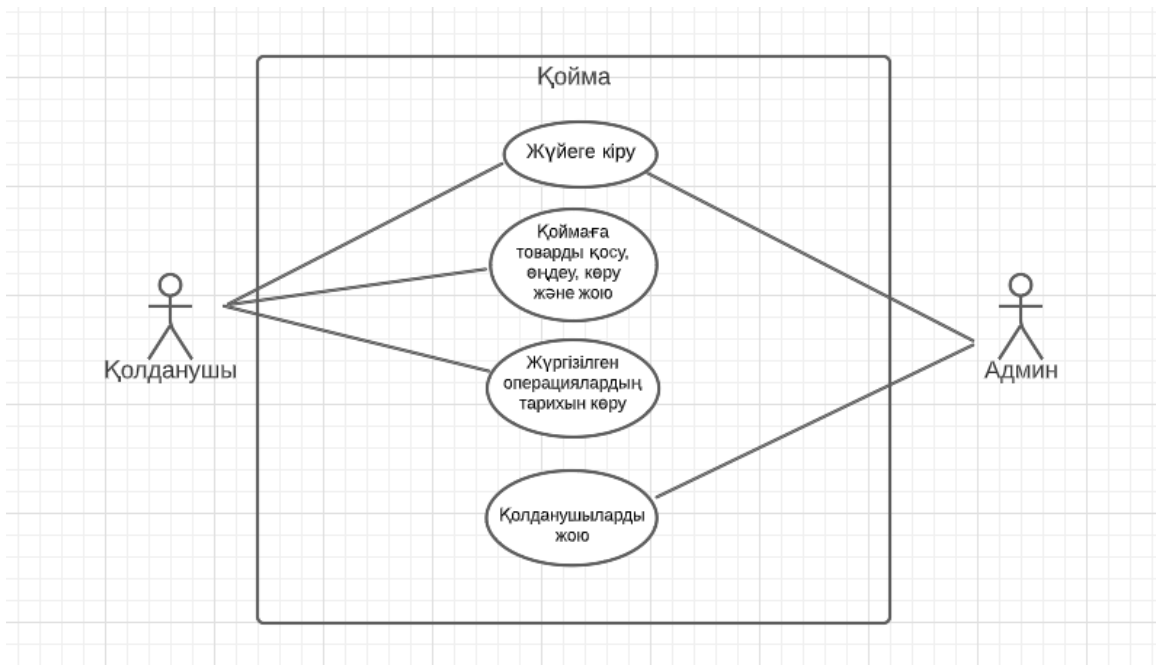 Қойма
Жүйеге кіру
Қоймаға
товарды қосу,
өңдеу, көру
және жою
Қолданушы
Админ
Жүргізілген
операциялардың
тарихын көру
Қолданушыларды
жою